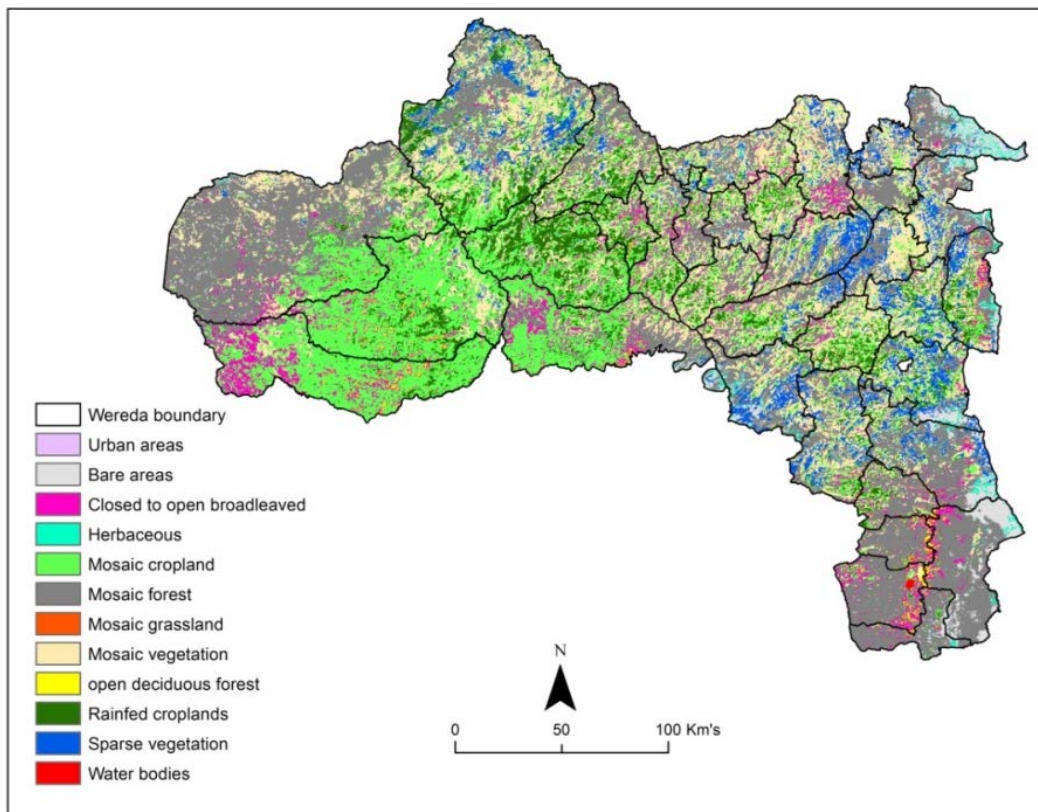 Wereda boundary
Urban areas
Bare areas
Closed to open broadleaved
Herbaceous
Mosaic cropland
Mosaic forest
Mosaic grassland
Mosaic vegetation
open deciduous forest
Rainfed croplands
Sparse vegetation
Water bodies
N
0 50 100 Km's